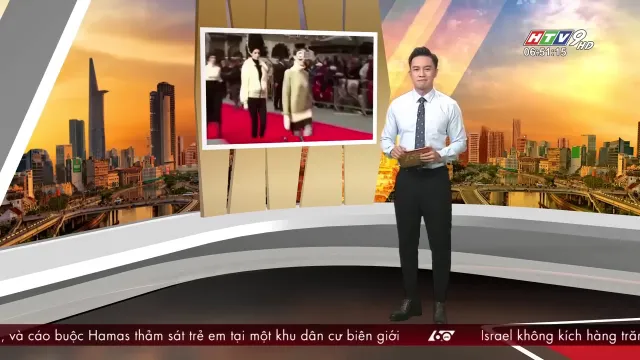 HTV9 HD
06:51:15
, và cáo buộc Hamas thảm sát trẻ em tại một khu dân cư biên giới 60 Israel không kích hàng trăm